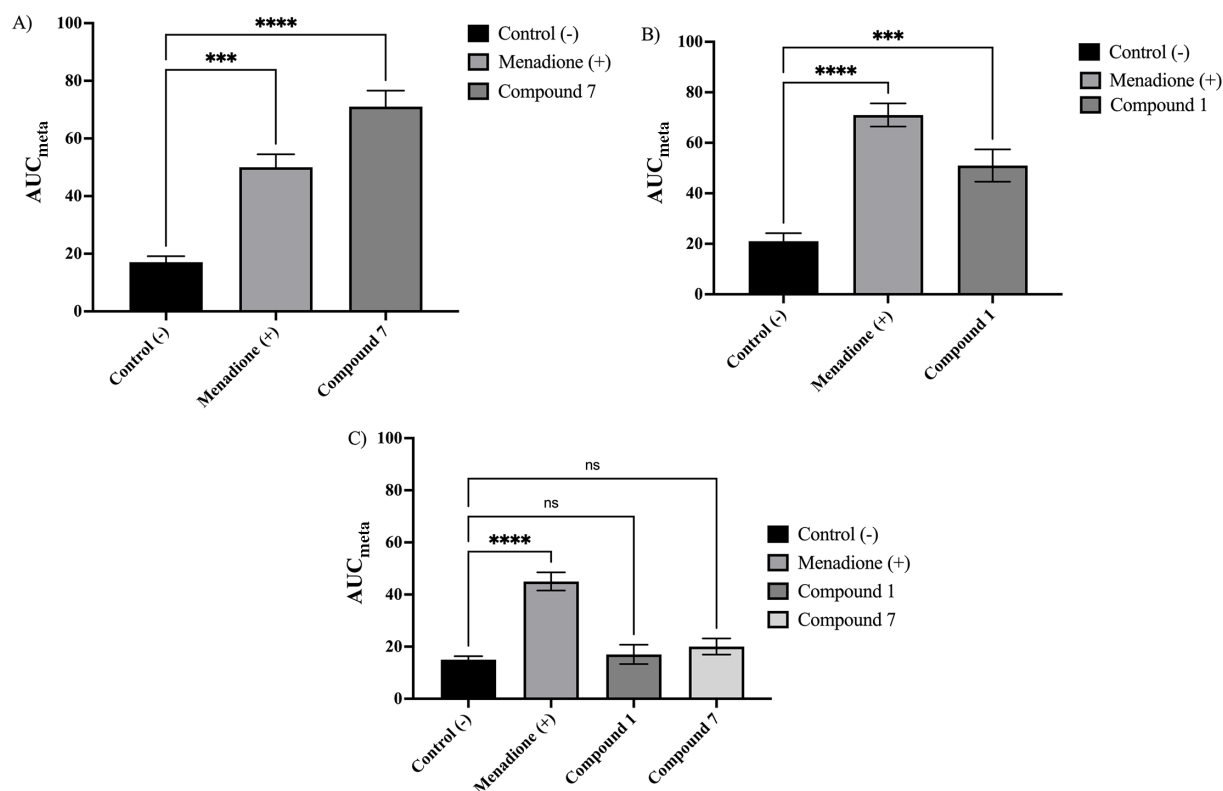 A)
100
80
60
40
20
0
AUCmeta
****
***
Control (-)
Menadione (+)
Compound 7
Control (-)
Menadione (+)
Compound 7
B)
100
80
60
40
20
0
AUCmeta
***
****
Control (-)
Menadione (+)
Compound 1
Control (-)
Menadione (+)
Compound 1
C)
100
80
60
40
20
0
AUCmeta
ns
ns
****
Control (-)
Menadione (+)
Compound 1
Compound 7
Control (-)
Menadione (+)
Compound 1
Compound 7